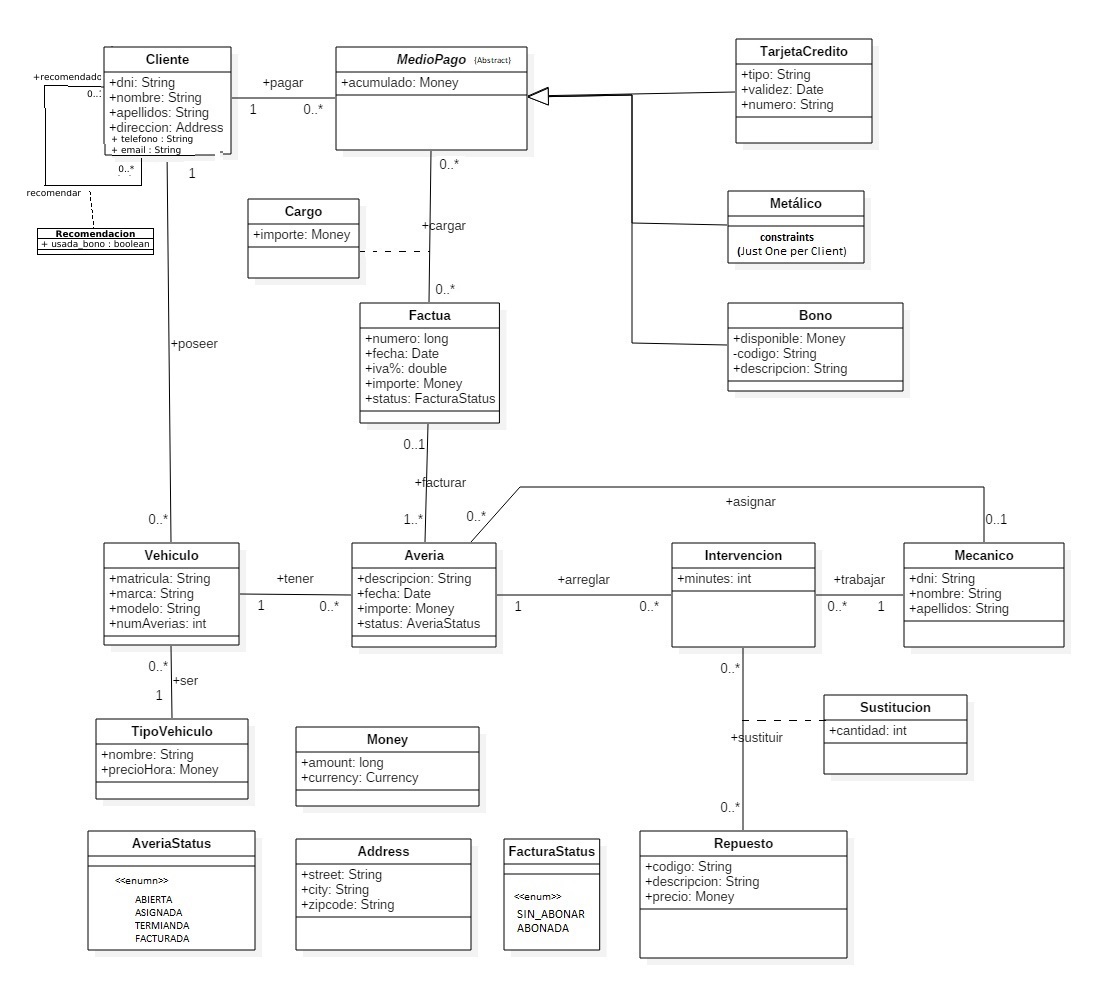 Cliente
+dni: String
+nombre: String
+apellidos: String
+direccion: Address
+ telefono : String
+ email : String
+recomendado
0..*
recomendar
Recomendacion
+ usada_bono : boolean
+pagar
1
0..*
MedioPago {Abstract}
+acumulado: Money
TarjetaCredito
+tipo: String
+validez: Date
+numero: String
Metálico
constraints
(Just One per Client)
Bono
+disponible: Money
-codigo: String
+descripcion: String
Cargo
+importe: Money
0..*
+cargar
0..*
Factua
+numero: long
+fecha: Date
+iva%: double
+importe: Money
+status: FacturaStatus
1
+poseer
0..*
0..1
+facturar
1..*
0..*
+asignar
0..1
Vehiculo
+matricula: String
+marca: String
+modelo: String
+numAverias: int
+tener
1
0..*
Averia
+descripcion: String
+fecha: Date
+importe: Money
+status: AveriaStatus
+arreglar
1
0..*
Intervencion
+minutes: int
+trabajar
0..*
1
Mecanico
+dni: String
+nombre: String
+apellidos: String
0..*
+ser
1
TipoVehiculo
+nombre: String
+precioHora: Money
Money
+amount: long
+currency: Currency
0..*
+sustituir
0..*
Sustitucion
+cantidad: int
AveriaStatus
<<enumn>>
ABIERTA
ASIGNADA
TERMIANDA
FACTURADA
Address
+street: String
+city: String
+zipcode: String
FacturaStatus
<<enum>>
SIN_ABONAR
ABONADA
Repuesto
+codigo: String
+descripcion: String
+precio: Money